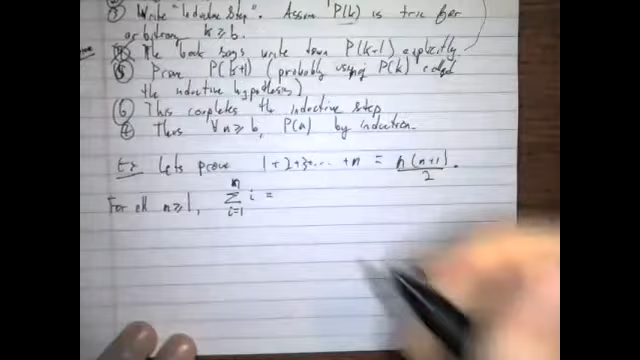 ③ Write "Inductive Step". Assume P(k) is true for
arbitrary k ≥ b.
④ The book says write down P(k+1) explicitly.
⑤ Prove P(k+1) (probably using P(k) called
the inductive hypothesis)
⑥ This completes the inductive step
⑦ Thus ∀n ≥ b, P(n) by induction.
Ex Lets prove 1+2+3+... +n = n(n+1)/2.
For all n ≥ 1, \sum_{i=1}^{n} i =